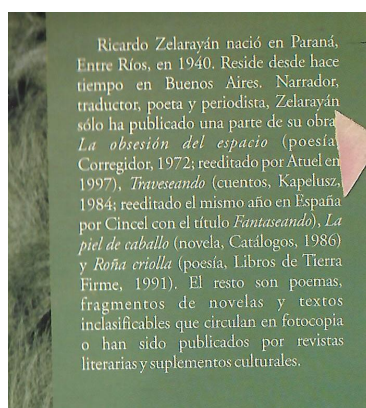 Ricardo Zelarayán nació en Paraná,
Entre Ríos, en 1940. Reside desde hace
tiempo en Buenos Aires. Narrador,
traductor, poeta y periodista, Zelarayán
sólo ha publicado una parte de su obra
La obsesión del espacio (poesía
Corregidor, 1972; reeditado por Atuel en
1997), Traveseando (cuentos, Kapelusz,
1984; reeditado el mismo año en España
por Cincel con el título Fantaseando), La
piel de caballo (novela, Catálogos, 1986)
y Roña criolla (poesía, Libros de Tierra
Firme, 1991). El resto son poemas,
fragmentos de novelas y textos
inclasificables que circulan en fotocopia
o han sido publicados por revistas
literarias y suplementos culturales.